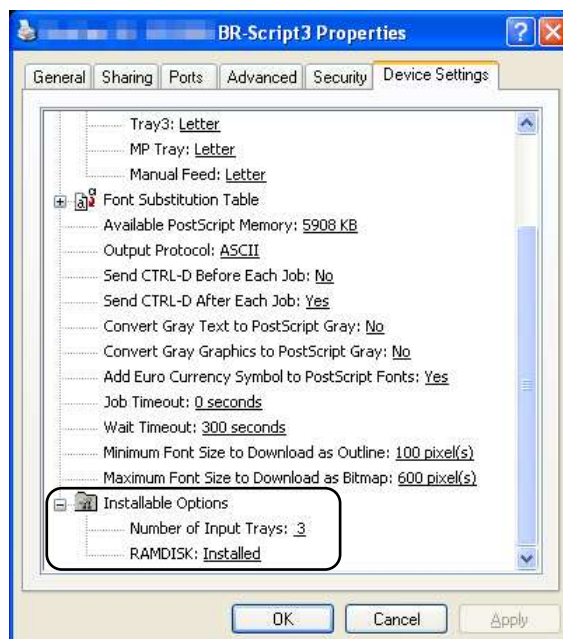 BR-Script3 Properties
General Sharing Ports Advanced Security Device Settings
Tray3: Letter
MP Tray: Letter
Manual Feed: Letter
Font Substitution Table
Available PostScript Memory: 5908 KB
Output Protocol: ASCII
Send CTRL-D Before Each Job: No
Send CTRL-D After Each Job: Yes
Convert Gray Text to PostScript Gray: No
Convert Gray Graphics to PostScript Gray: No
Add Euro Currency Symbol to PostScript Fonts: Yes
Job Timeout: 0 seconds
Wait Timeout: 300 seconds
Minimum Font Size to Download as Outline: 100 pixel(s)
Maximum Font Size to Download as Bitmap: 600 pixel(s)
Installable Options
Number of Input Trays: 3
RAMDISK: Installed
OK Cancel Apply